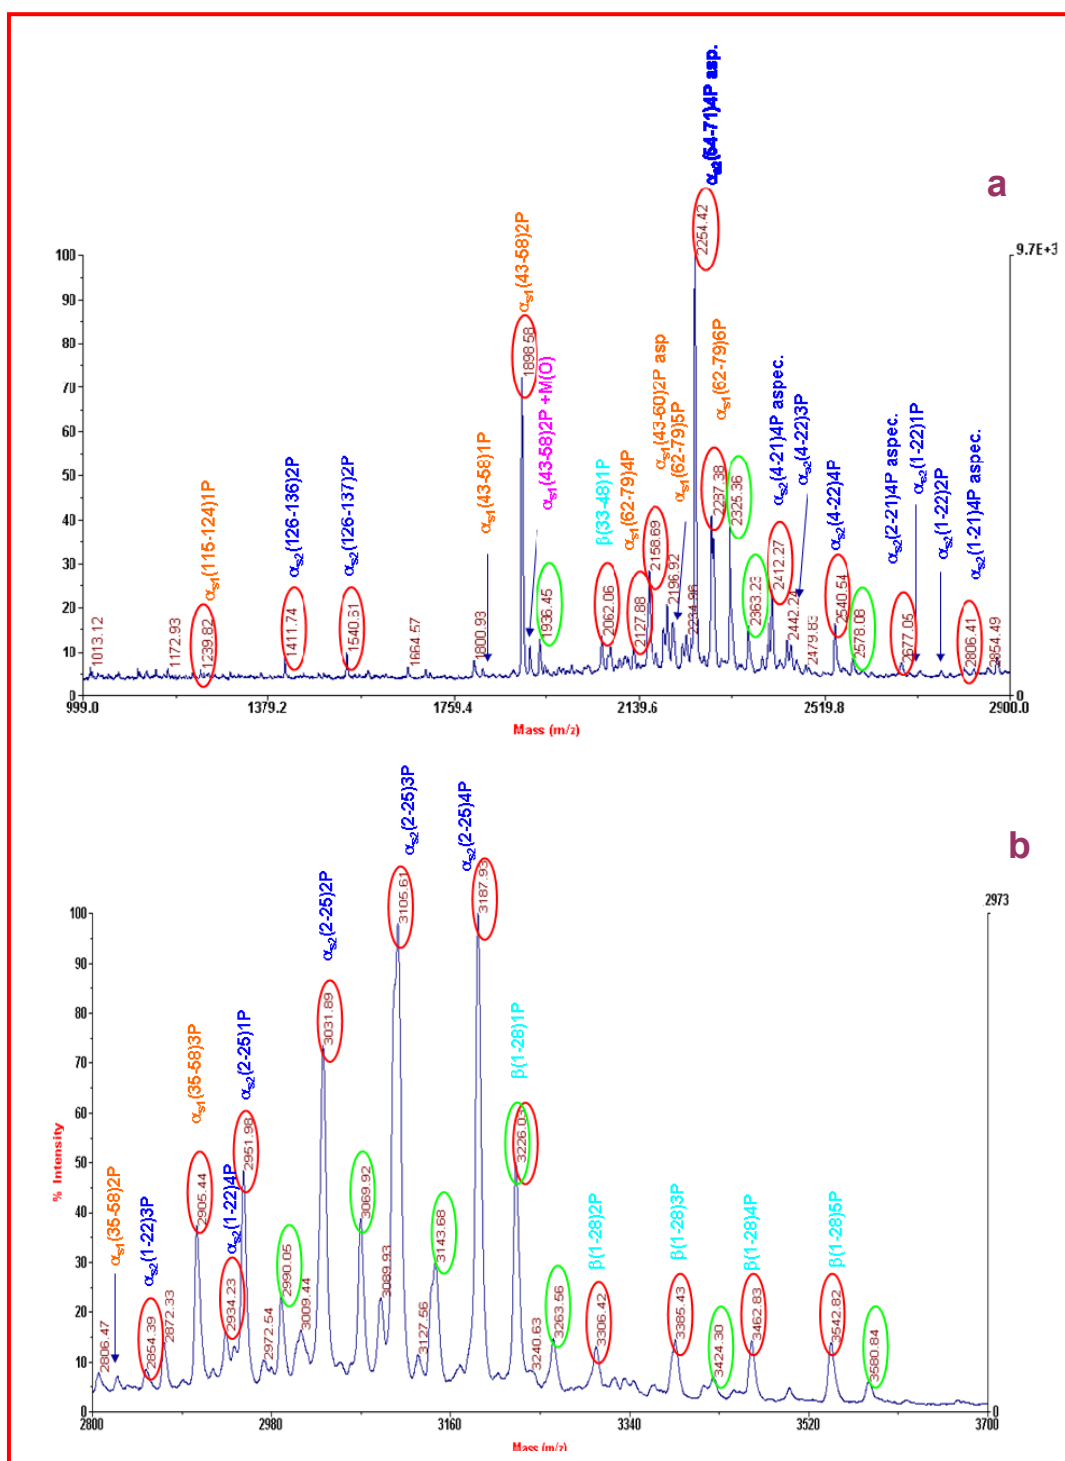 a
αs2(54-71)4P asp.
αs1(43-58)2P
αs1(43-58)2P +M(O)
αs1(43-58)1P
αs1(115-124)1P
αs2(126-136)2P
αs2(126-137)2P
β(33-48)1P
αs1(62-79)4P
αs1(43-60)2P asp
αs1(62-79)5P
αs1(62-79)6P
αs2(4-21)4P aspec.
αs2(4-22)3P
αs2(4-22)4P
αs2(2-21)4P aspec.
αs2(1-22)1P
αs2(1-22)2P
αs2(1-21)4P aspec.
100
90
80
70
60
50
40
30
20
10
0
9.7E+3
0
1013.12
1172.93
1239.82
1411.74
1540.61
1664.57
1800.93
1898.58
1936.45
2062.06
2127.88
2158.69
2196.92
2234.96
2254.42
2287.38
2325.36
2363.23
2412.27
2442.24
2479.83
2540.54
2578.08
2677.05
2806.41
2854.49
999.0
1379.2
1759.4
2139.6
2519.8
2900.0
Mass (m/z)
b
αs1(35-58)2P
αs2(1-22)3P
αs1(35-58)3P
αs2(1-22)4P
αs2(2-25)1P
αs2(2-25)2P
αs2(2-25)3P
αs2(2-25)4P
β(1-28)1P
β(1-28)2P
β(1-28)3P
β(1-28)4P
β(1-28)5P
% Intensity
100
90
80
70
60
50
40
30
20
10
0
2973
0
2806.47
2854.39
2872.33
2905.44
2934.23
2951.98
2972.54
2990.05
3009.44
3031.89
3069.92
3089.93
3105.61
3127.56
3143.68
3187.93
3226.03
3240.63
3263.56
3306.42
3385.43
3424.30
3462.83
3542.82
3580.84
2800
2980
3160
3340
3520
3700
Mass (m/z)